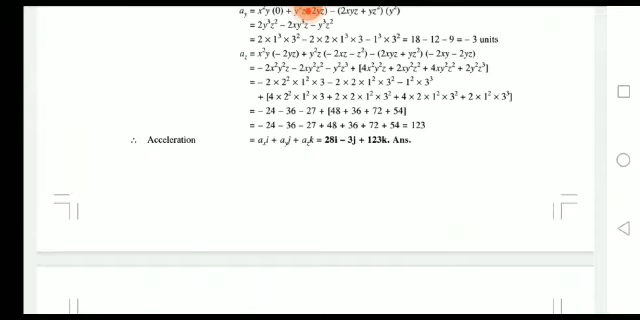 a_y = x²y (0) + y²z (2yz) – (2xyz + yz²) (y²)
= 2y³z² – 2xy³z – y³z²
= 2 × 1³ × 3² – 2 × 2 × 1³ × 3 – 1³ × 3² = 18 – 12 – 9 = – 3 units
a_z = x²y (– 2yz) + y²z (– 2xz – z²) – (2xyz + yz²) (– 2xy – 2yz)
= – 2x²y²z – 2xy²z² – y²z³ + [4x²y²z + 2xy²z² + 4xy²z² + 2y²z³]
= – 2 × 2² × 1² × 3 – 2 × 2 × 1² × 3² – 1² × 3³
+ [4 × 2² × 1² × 3 + 2 × 2 × 1² × 3² + 4 × 2 × 1² × 3² + 2 × 1² × 3³]
= – 24 – 36 – 27 + [48 + 36 + 72 + 54]
= – 24 – 36 – 27 + 48 + 36 + 72 + 54 = 123
∴ Acceleration = a_x i + a_y j + a_z k = 28i – 3j + 123k. Ans.